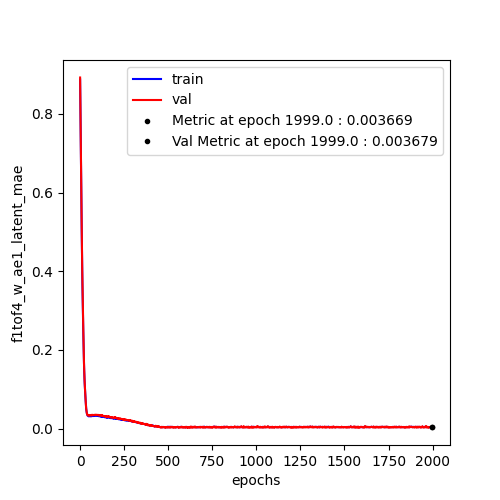 train
val
Metric at epoch 1999.0 : 0.003669
Val Metric at epoch 1999.0 : 0.003679
f1tof4_w_ae1_latent_mae
0.8
0.6
0.4
0.2
0.0
0 250 500 750 1000 1250 1500 1750 2000
epochs